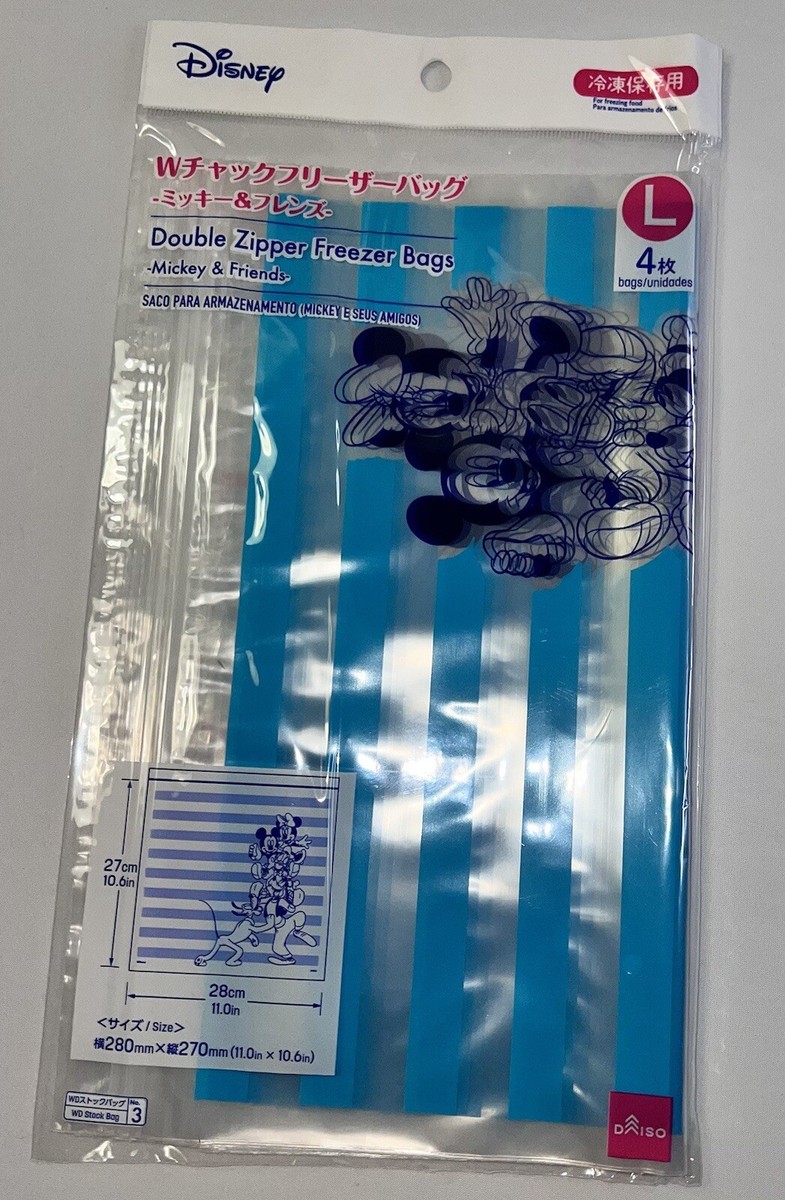 Disney
冷凍保存用
For freezing food
Para armazenamento de frios
Wチャックフリーザーバッグ
-ミッキー&フレンズ-
Double Zipper Freezer Bags
-Mickey & Friends-
SACO PARA ARMAZENAMENTO (MICKEY E SEUS AMIGOS)
L
4枚
bags/unidades
27cm
10.6in
28cm
11.0in
<サイズ/Size>
横280mm×縦270mm (11.0in × 10.6in)
WDストックバッグ
WD Stock Bag
No.
3
DAISO